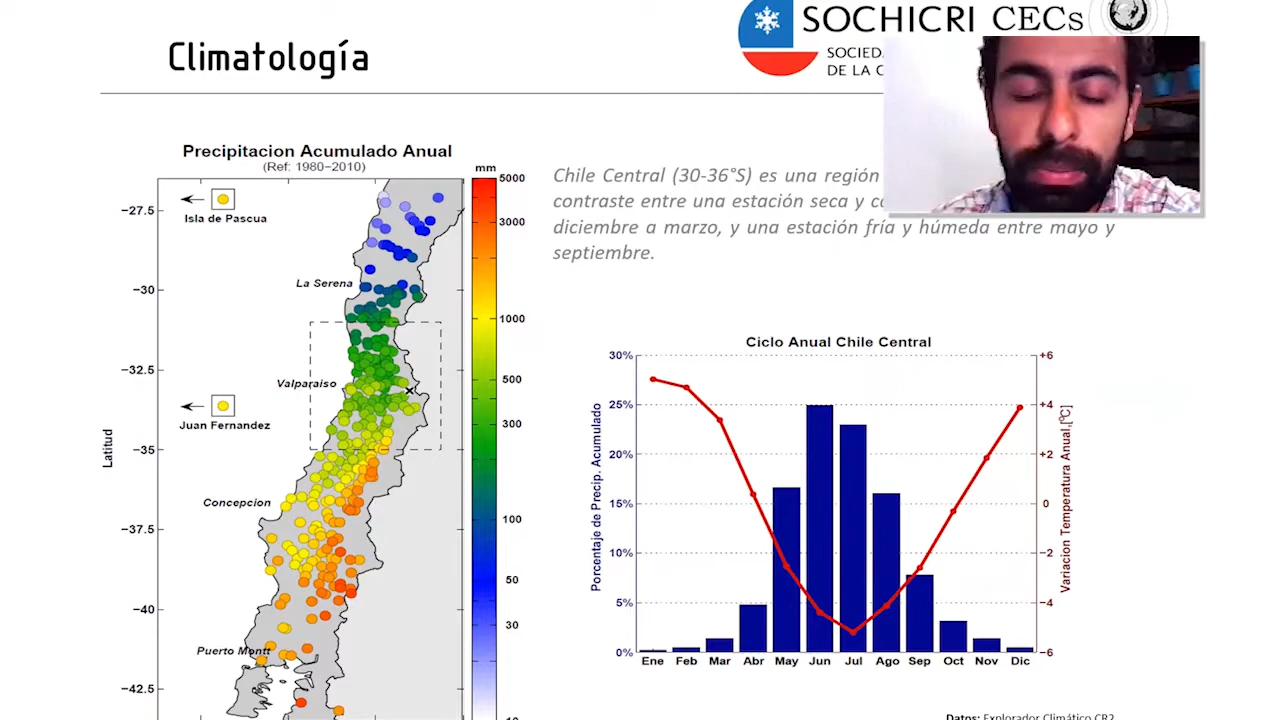 SOCHICRI CECs
SOCIEDA
DE LA C
Climatología
Precipitacion Acumulado Anual
(Ref: 1980−2010)
mm
5000
3000
1000
500
300
100
50
30
10
−27.5
−30
−32.5
−35
−37.5
−40
−42.5
Latitud
Isla de Pascua
La Serena
Valparaiso
Juan Fernandez
Concepcion
Puerto Montt
Chile Central (30-36°S) es una región
contraste entre una estación seca y
diciembre a marzo, y una estación fría y húmeda entre mayo y
septiembre.
Ciclo Anual Chile Central
30%
25%
20%
15%
10%
5%
0%
Porcentaje de Precip. Acumulado
+6
+4
+2
0
−2
−4
−6
Variacion Temperatura Anual.[ºC]
Ene Feb Mar Abr May Jun Jul Ago Sep Oct Nov Dic
Datos: Explorador Climático CR2